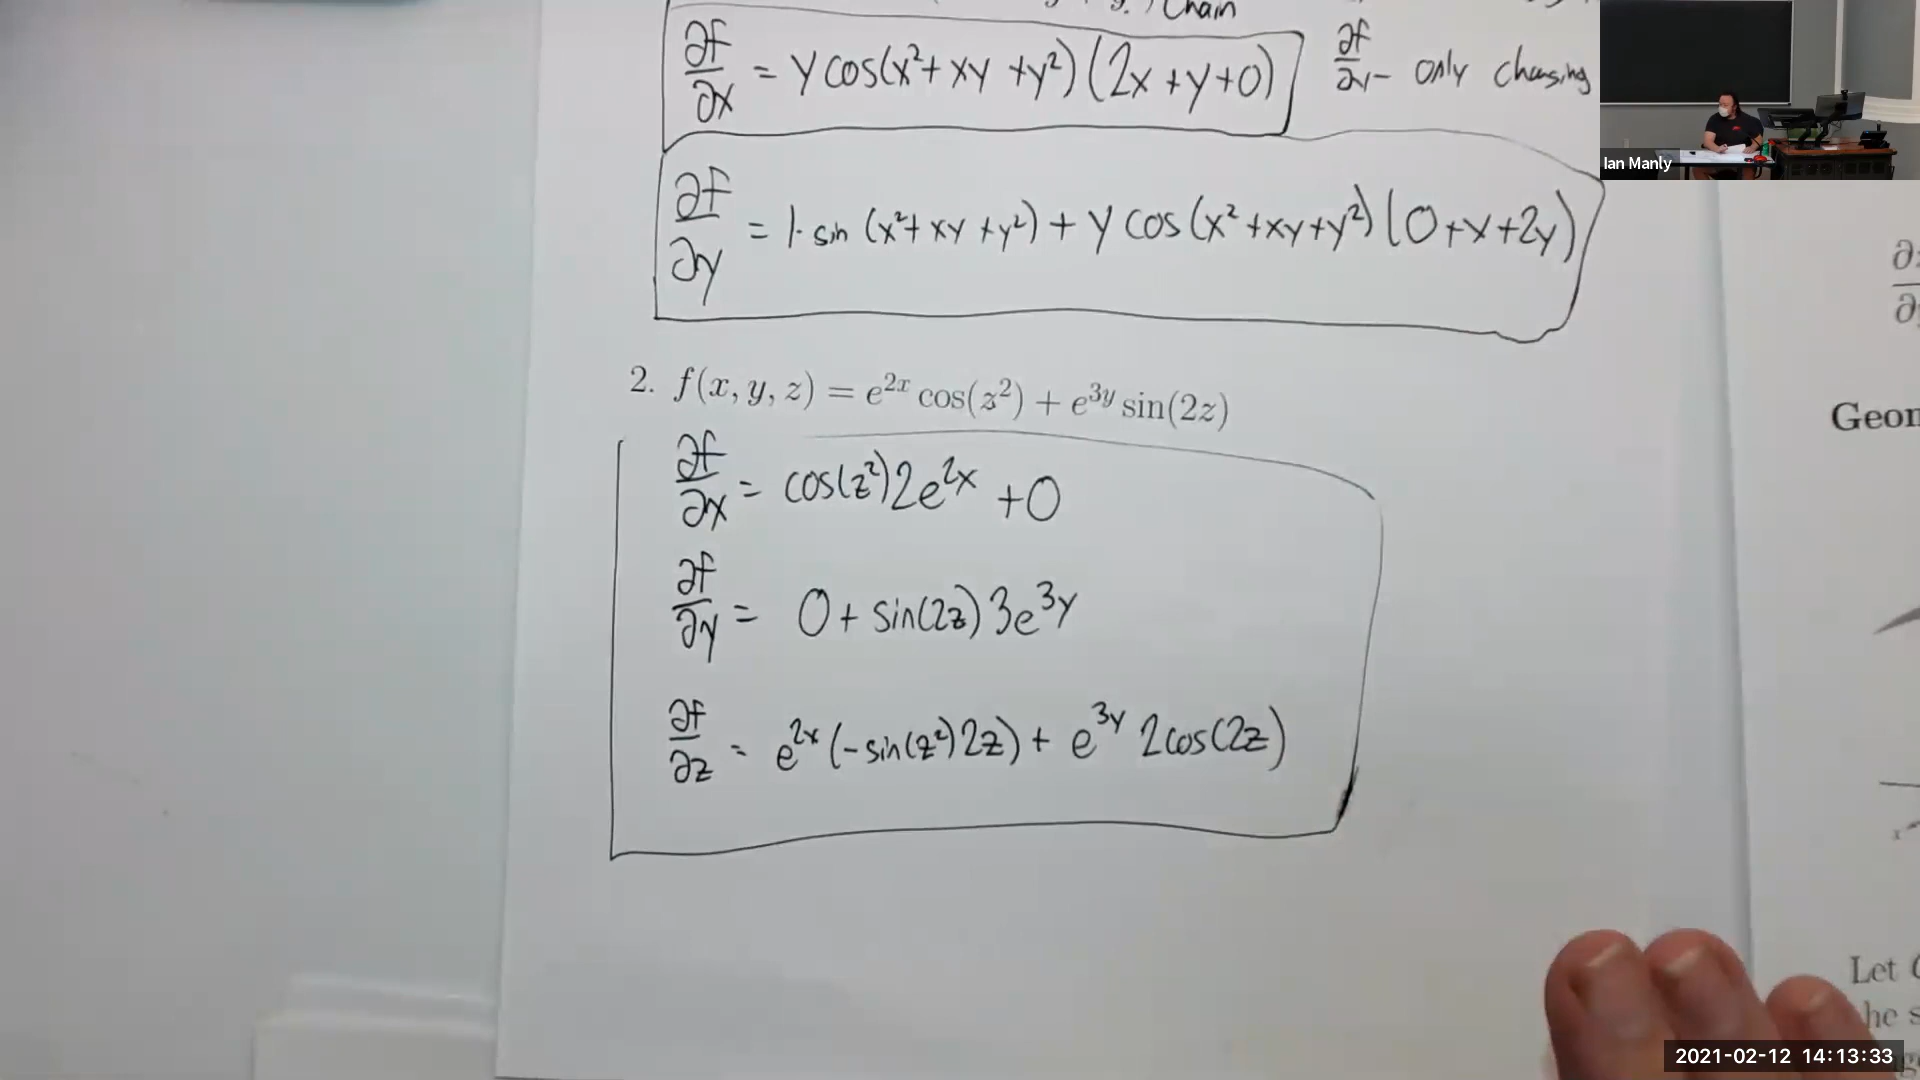 Chain
∂f/∂x = y cos(x²+ xy + y²) (2x + y + 0)
∂f/∂y - only changing
Ian Manly
∂f/∂y = 1· sin (x²+ xy + y²) + y cos (x² + xy + y²) (0 + x + 2y)
2. f(x, y, z) = e^{2x} cos(z²) + e^{3y} sin(2z)
∂f/∂x = cos(z²) 2e^{2x} + 0
∂f/∂y = 0 + sin(2z) 3e^{3y}
∂f/∂z = e^{2x} (-sin(z²) 2z) + e^{3y} 2cos(2z)
Let
2021-02-12 14:13:33